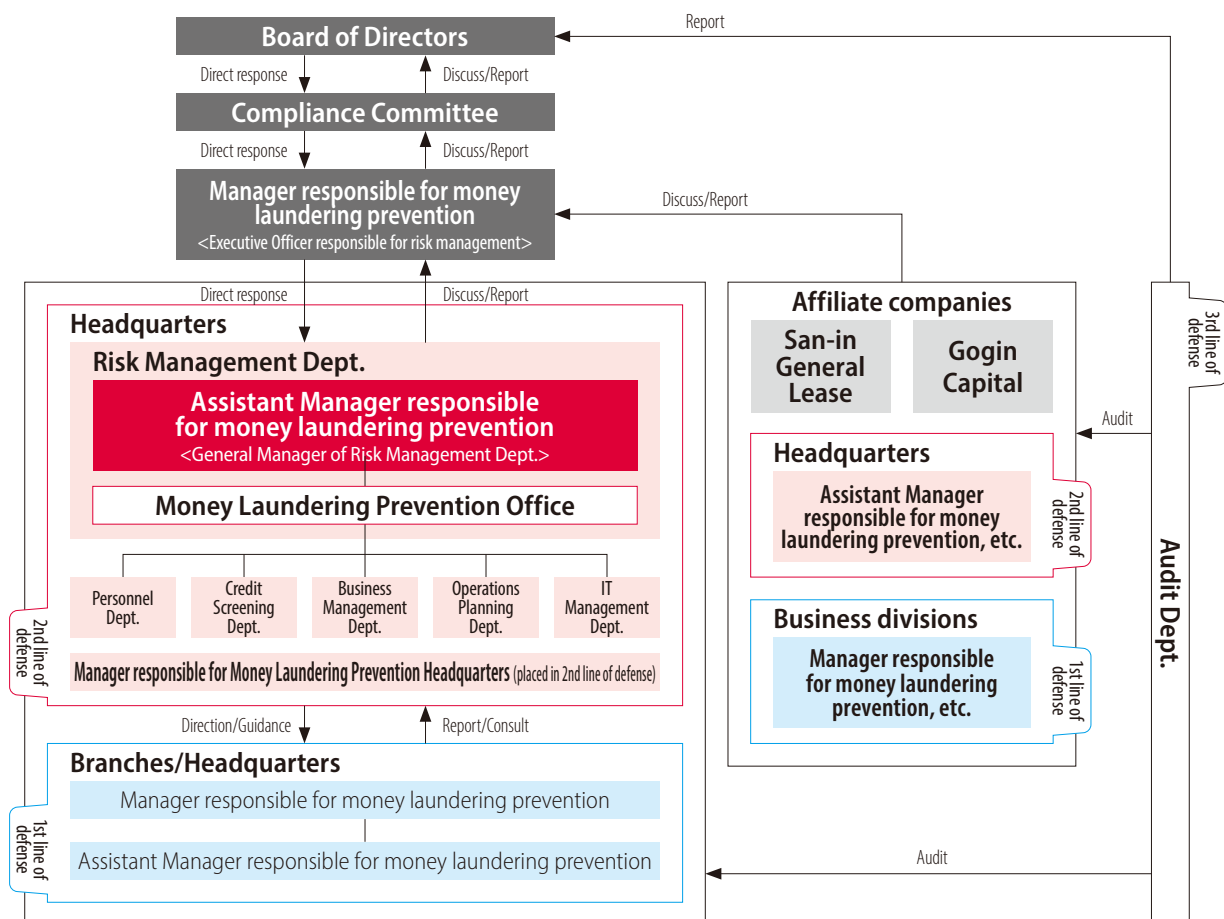 Report
Board of Directors
Direct response
Discuss/Report
Compliance Committee
Direct response
Discuss/Report
Manager responsible for money
laundering prevention
<Executive Officer responsible for risk management>
Discuss/Report
Direct response
Discuss/Report
Headquarters
Risk Management Dept.
Assistant Manager responsible
for money laundering prevention
<General Manager of Risk Management Dept.>
Money Laundering Prevention Office
Personnel
Dept.
Credit
Screening
Dept.
Business
Management
Dept.
Operations
Planning
Dept.
IT
Management
Dept.
Manager responsible for Money Laundering Prevention Headquarters (placed in 2nd line of defense)
2nd line of
defense
Direction/Guidance
Report/Consult
Branches/Headquarters
Manager responsible for money laundering prevention
Assistant Manager responsible for money laundering prevention
1st line of
defense
Affiliate companies
San-in
General
Lease
Gogin
Capital
Headquarters
Assistant Manager
responsible for money
laundering prevention, etc.
2nd line of
defense
Business divisions
Manager responsible
for money laundering
prevention, etc.
1st line of
defense
Audit
Audit
3rd line of
defense
Audit Dept.